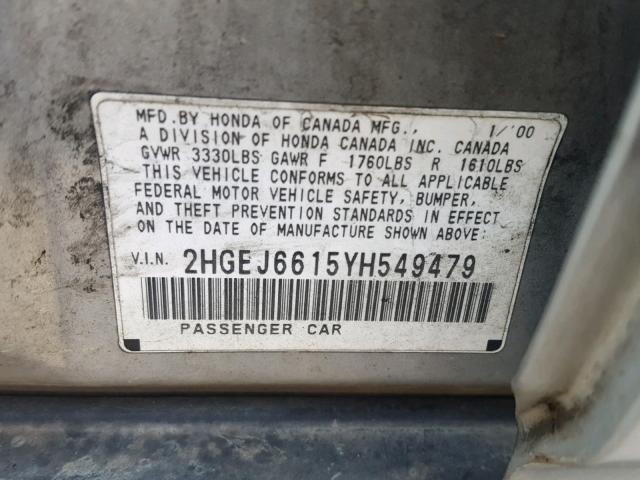 MFD.BY HONDA OF CANADA MFG., 1/'00
A DIVISION OF HONDA CANADA INC. CANADA
GVWR 3330LBS GAWR F 1760LBS R 1610LBS
THIS VEHICLE CONFORMS TO ALL APPLICABLE
FEDERAL MOTOR VEHICLE SAFETY, BUMPER,
AND THEFT PREVENTION STANDARDS IN EFFECT
ON THE DATE OF MANUFACTURE SHOWN ABOVE.
V.I.N. 2HGEJ6615YH549479
PASSENGER CAR